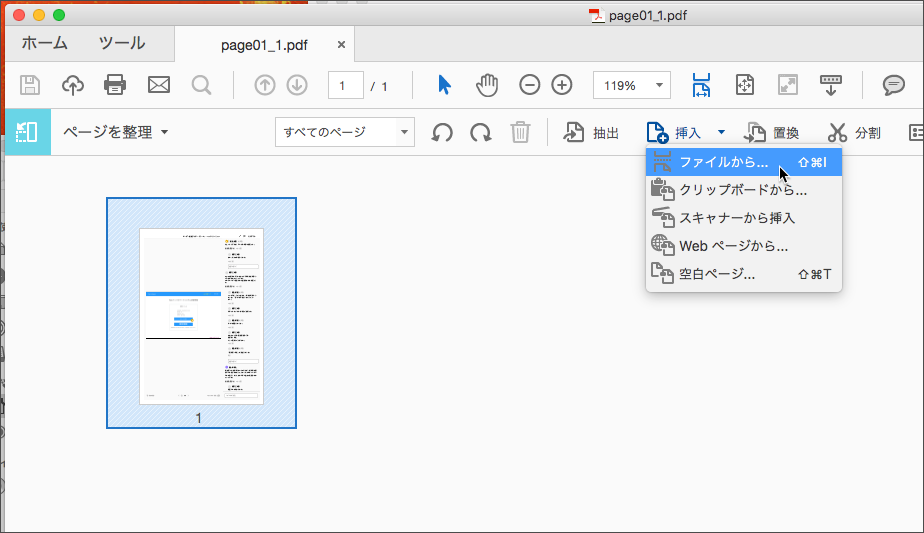 page01_1.pdf
ホーム ツール page01_1.pdf ×
1 / 1 119%
ページを整理 すべてのページ 抽出 挿入 置換 分割
ファイルから... ⇧⌘I
クリップボードから...
スキャナーから挿入
Web ページから...
空白ページ... ⇧⌘T
1